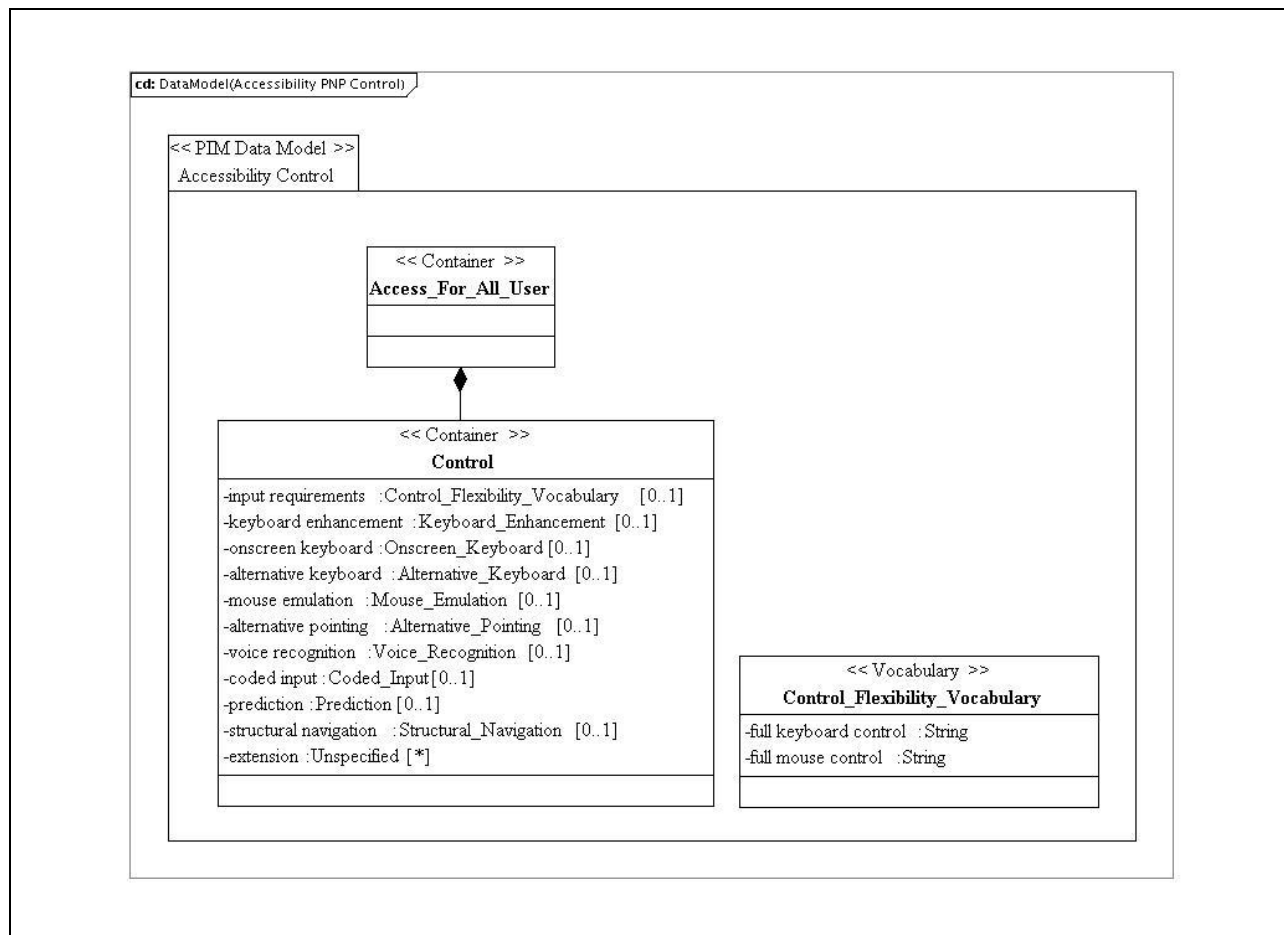 cd: DataModel(Accessibility PNP Control)
<< PIM Data Model >>
Accessibility Control
<< Container >>
Access_For_All_User
<< Container >>
Control
-input requirements :Control_Flexibility_Vocabulary [0..1]
-keyboard enhancement :Keyboard_Enhancement [0..1]
-onscreen keyboard :Onscreen_Keyboard [0..1]
-alternative keyboard :Alternative_Keyboard [0..1]
-mouse emulation :Mouse_Emulation [0..1]
-alternative pointing :Alternative_Pointing [0..1]
-voice recognition :Voice_Recognition [0..1]
-coded input :Coded_Input [0..1]
-prediction :Prediction [0..1]
-structural navigation :Structural_Navigation [0..1]
-extension :Unspecified [*]
<< Vocabulary >>
Control_Flexibility_Vocabulary
-full keyboard control :String
-full mouse control :String